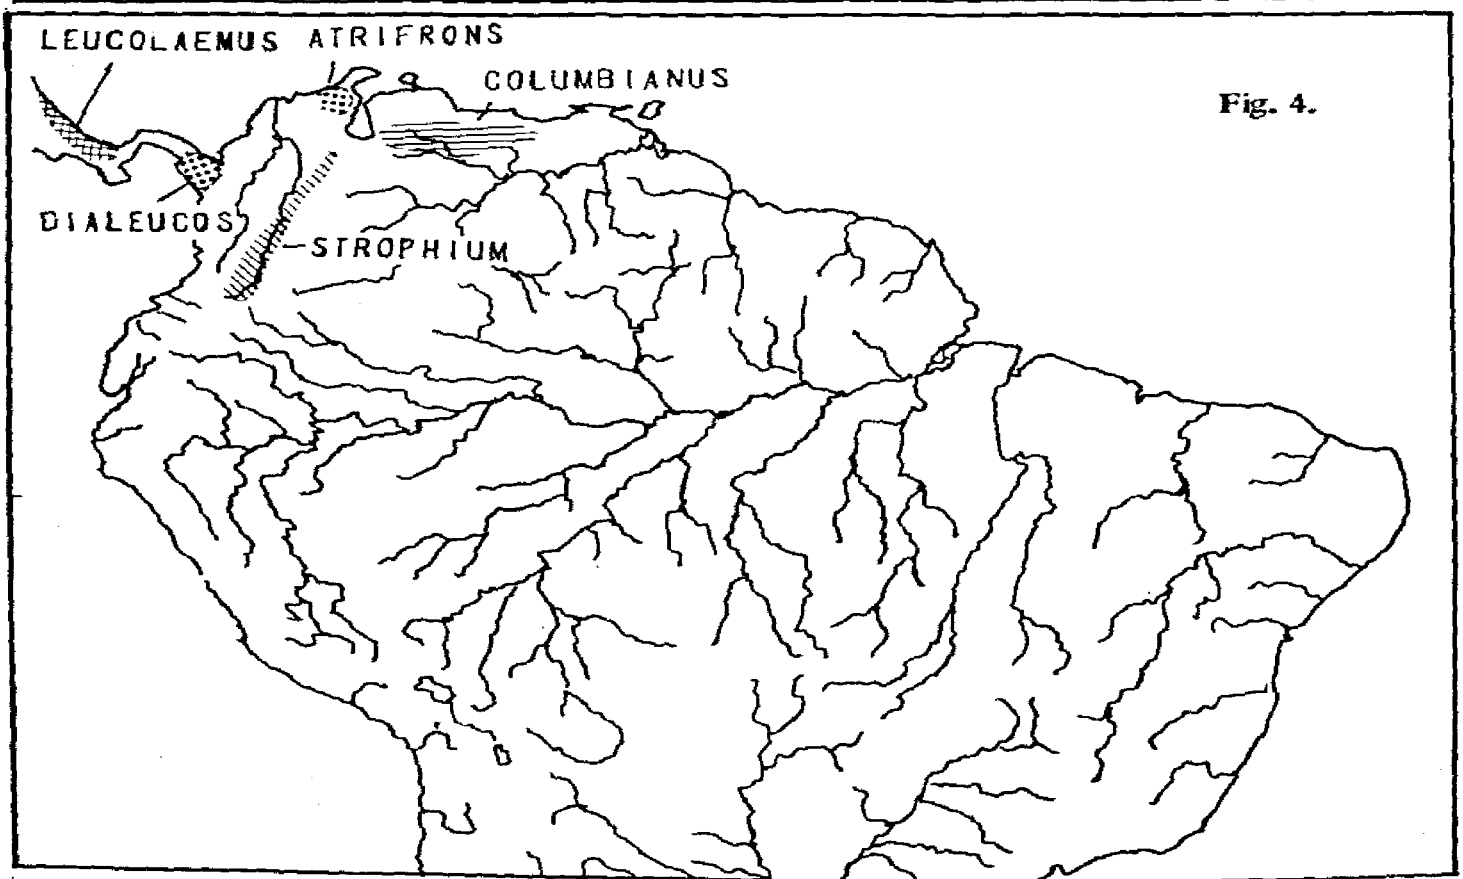 LEUCOLAEMUS ATRIFRONS
COLUMBIANUS
Fig. 4.
DIALEUCOS
STROPHIUM